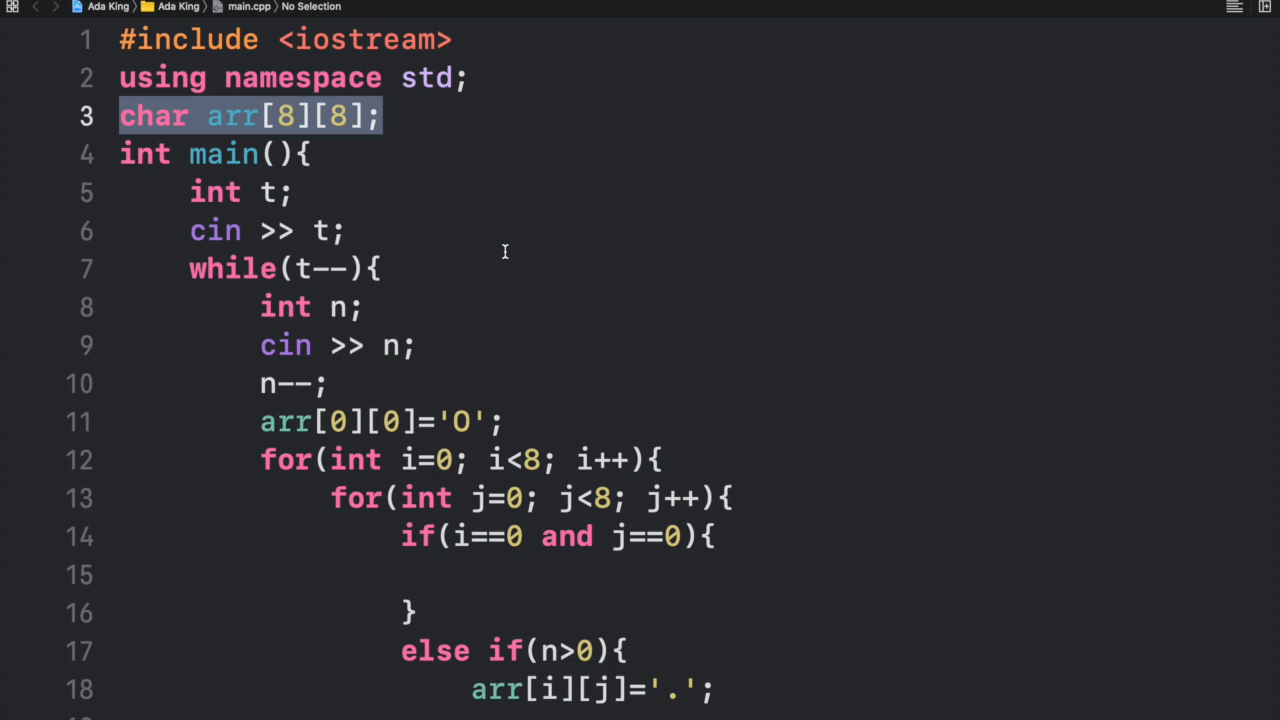 Ada King Ada King main.cpp No Selection
1 #include <iostream>
2 using namespace std;
3 char arr[8][8];
4 int main(){
5     int t;
6     cin >> t;
7     while(t--){
8         int n;
9         cin >> n;
10         n--;
11         arr[0][0]='O';
12         for(int i=0; i<8; i++){
13             for(int j=0; j<8; j++){
14                 if(i==0 and j==0){
15
16                 }
17                 else if(n>0){
18                     arr[i][j]='.';